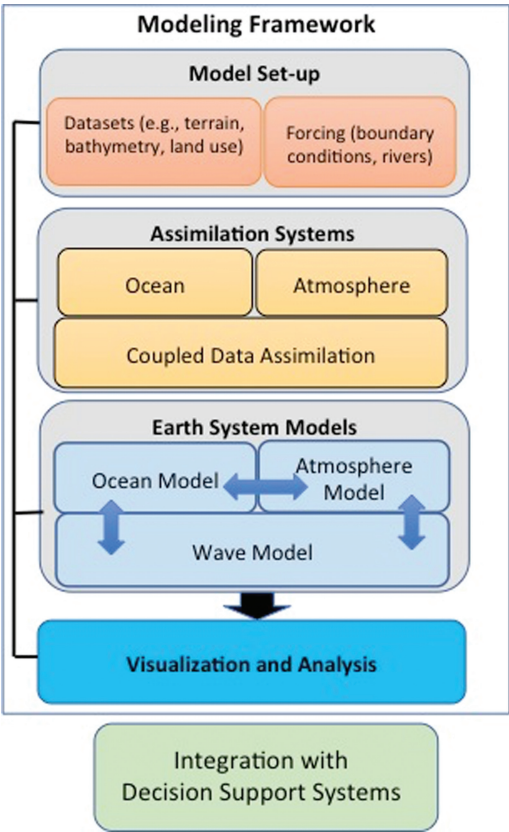 Modeling Framework
Model Set-up
Datasets (e.g., terrain,
bathymetry, land use)
Forcing (boundary
conditions, rivers)
Assimilation Systems
Ocean
Atmosphere
Coupled Data Assimilation
Earth System Models
Ocean Model
Atmosphere
Model
Wave Model
Visualization and Analysis
Integration with
Decision Support Systems